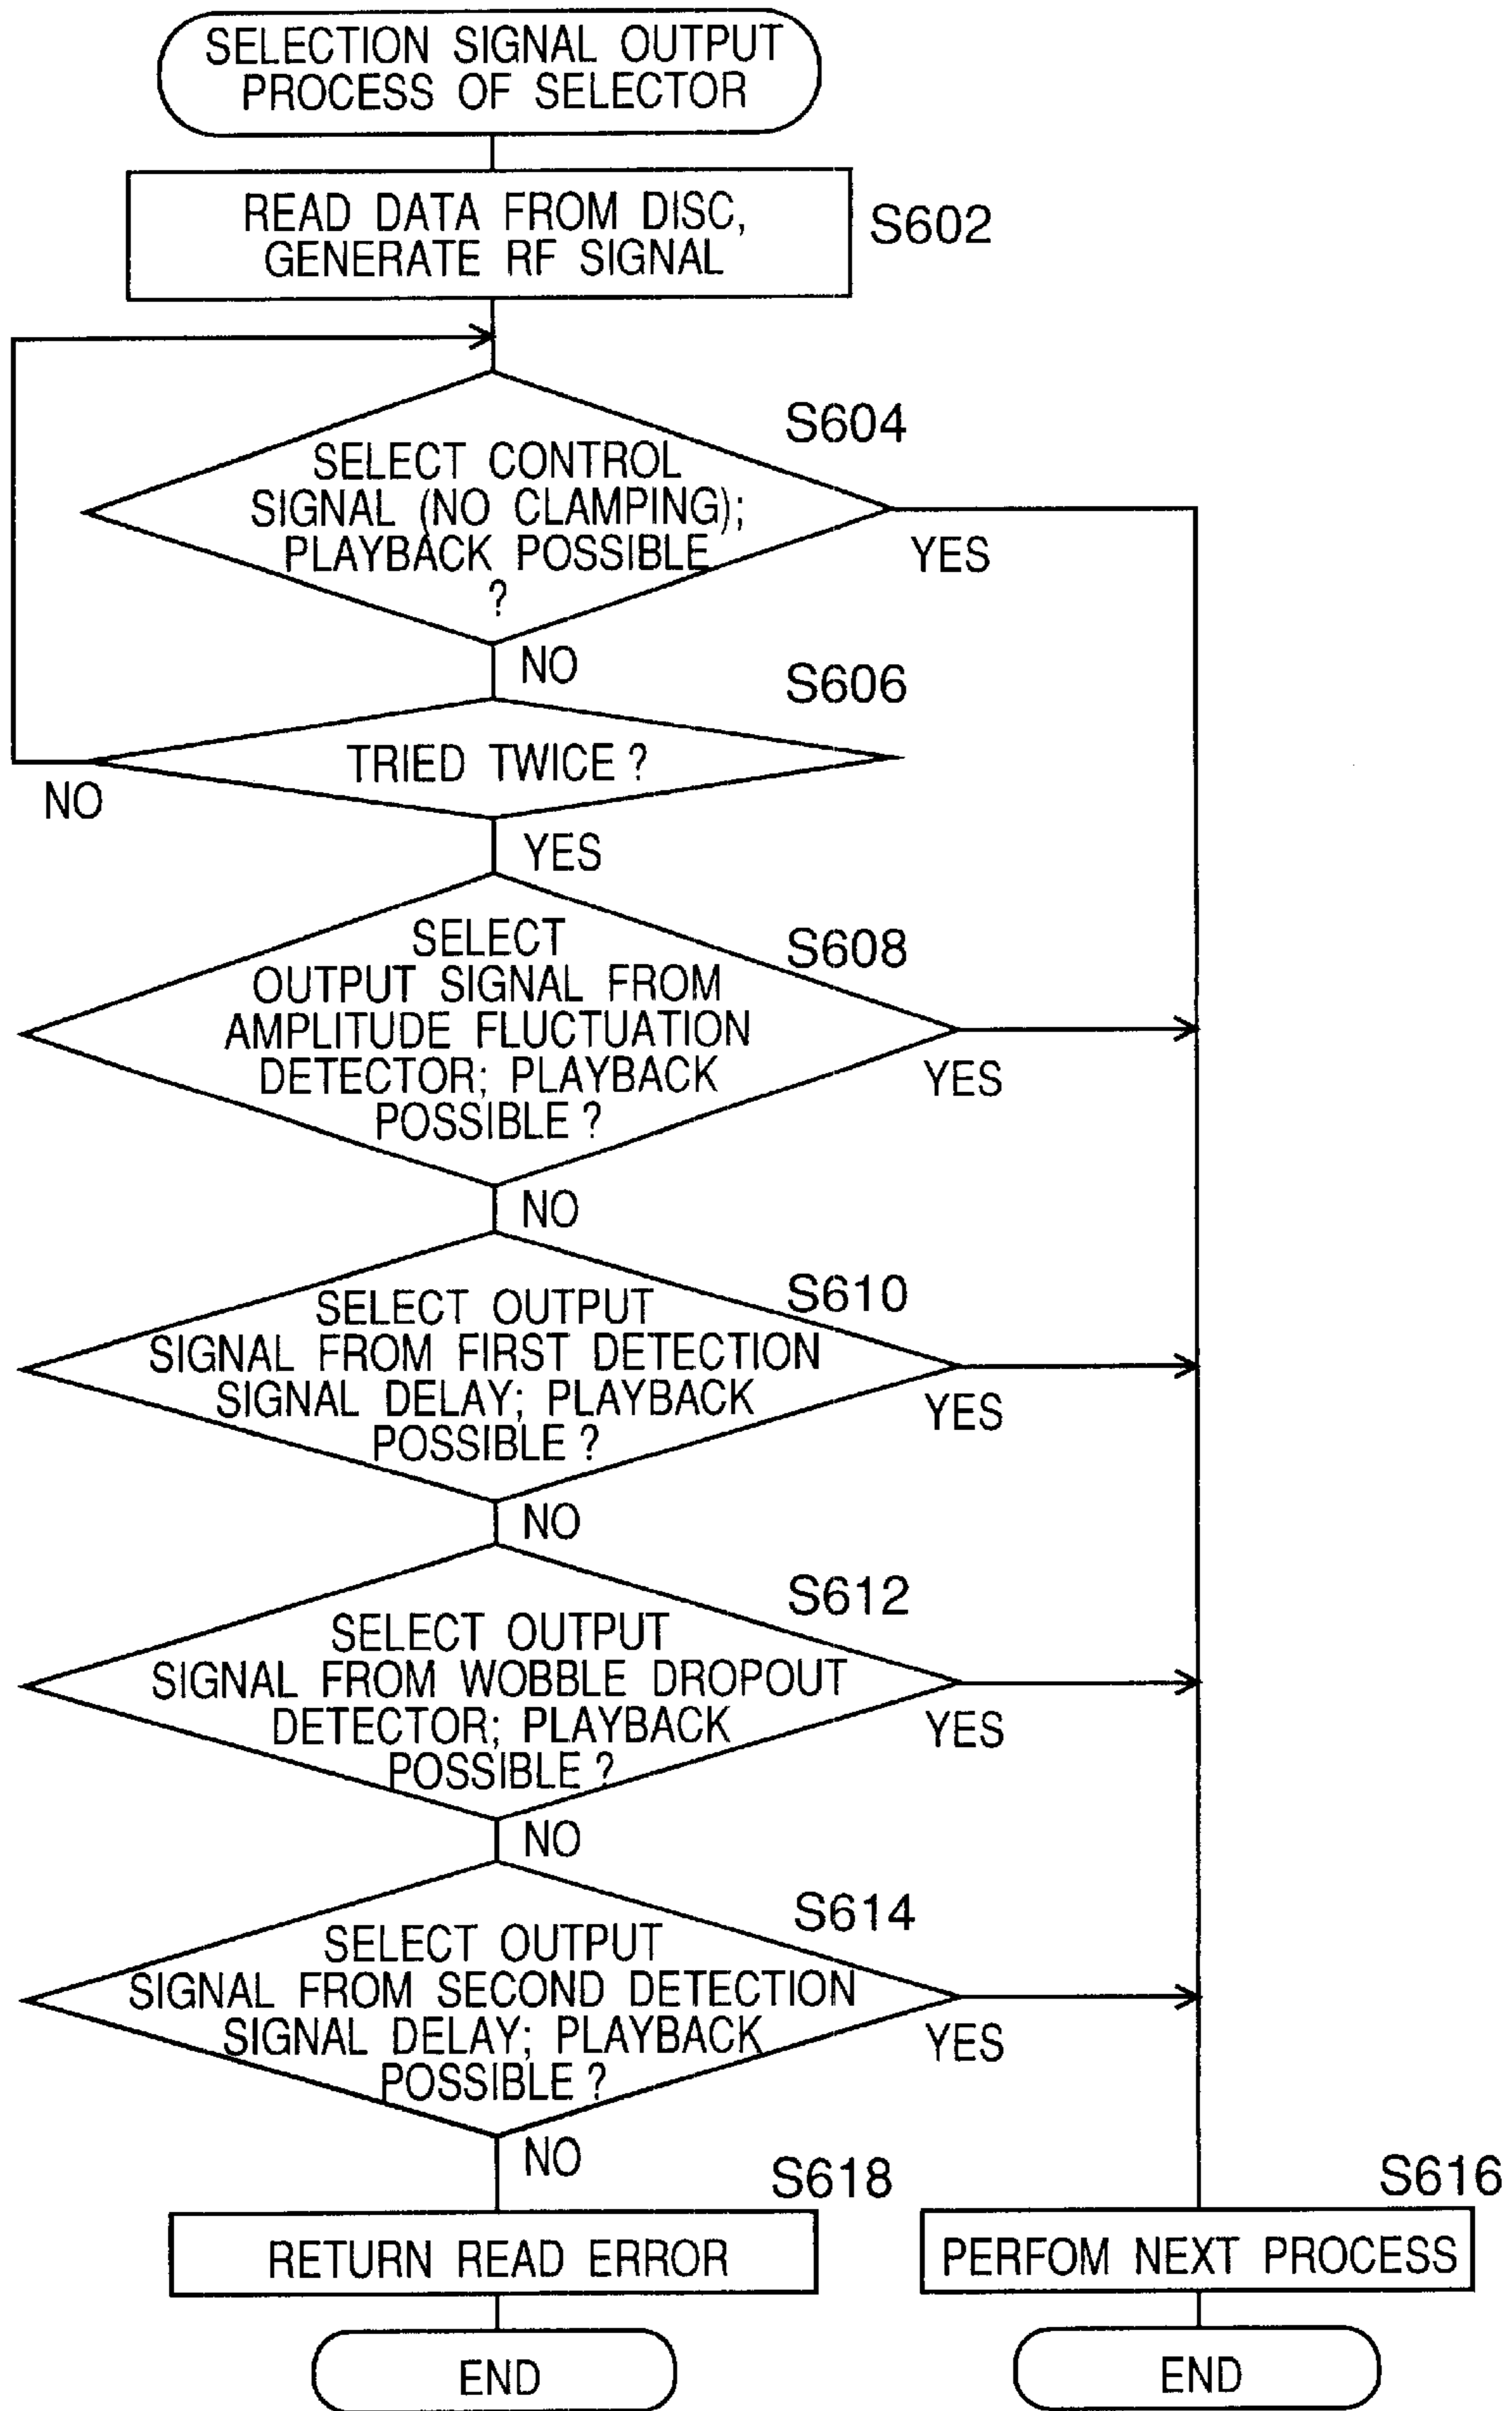 SELECTION SIGNAL OUTPUT
PROCESS OF SELECTOR
READ DATA FROM DISC,
GENERATE RF SIGNAL
S602
S604
SELECT CONTROL
SIGNAL (NO CLAMPING);
PLAYBACK POSSIBLE
?
YES
NO
S606
TRIED TWICE ?
NO
YES
S608
SELECT
OUTPUT SIGNAL FROM
AMPLITUDE FLUCTUATION
DETECTOR; PLAYBACK
POSSIBLE ?
YES
NO
S610
SELECT OUTPUT
SIGNAL FROM FIRST DETECTION
SIGNAL DELAY; PLAYBACK
POSSIBLE ?
YES
NO
S612
SELECT OUTPUT
SIGNAL FROM WOBBLE DROPOUT
DETECTOR; PLAYBACK
POSSIBLE ?
YES
NO
S614
SELECT OUTPUT
SIGNAL FROM SECOND DETECTION
SIGNAL DELAY; PLAYBACK
POSSIBLE ?
YES
NO
S618
RETURN READ ERROR
END
S616
PERFOM NEXT PROCESS
END